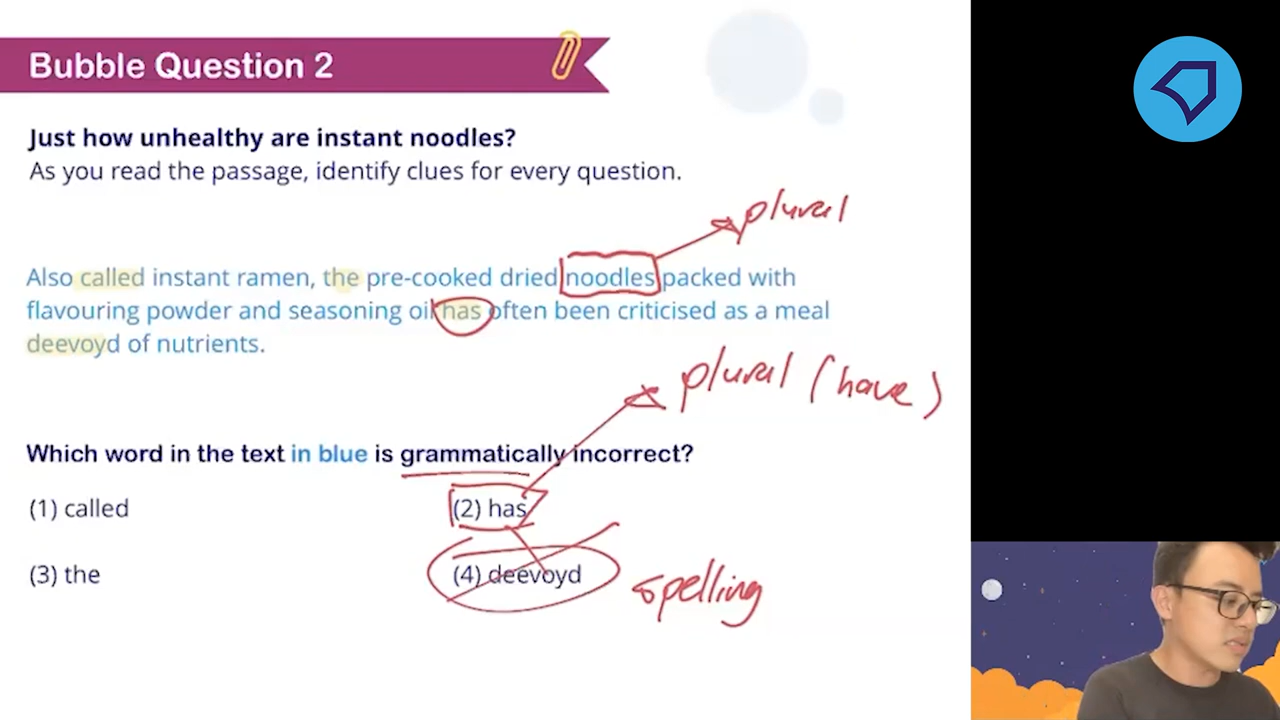 Bubble Question 2
Just how unhealthy are instant noodles?
As you read the passage, identify clues for every question.
plural
Also called instant ramen, the pre-cooked dried noodles packed with
flavouring powder and seasoning oil has often been criticised as a meal
deevoyd of nutrients.
plural (have)
Which word in the text in blue is grammatically incorrect?
(1) called
(2) has
(3) the
(4) deevoyd
spelling